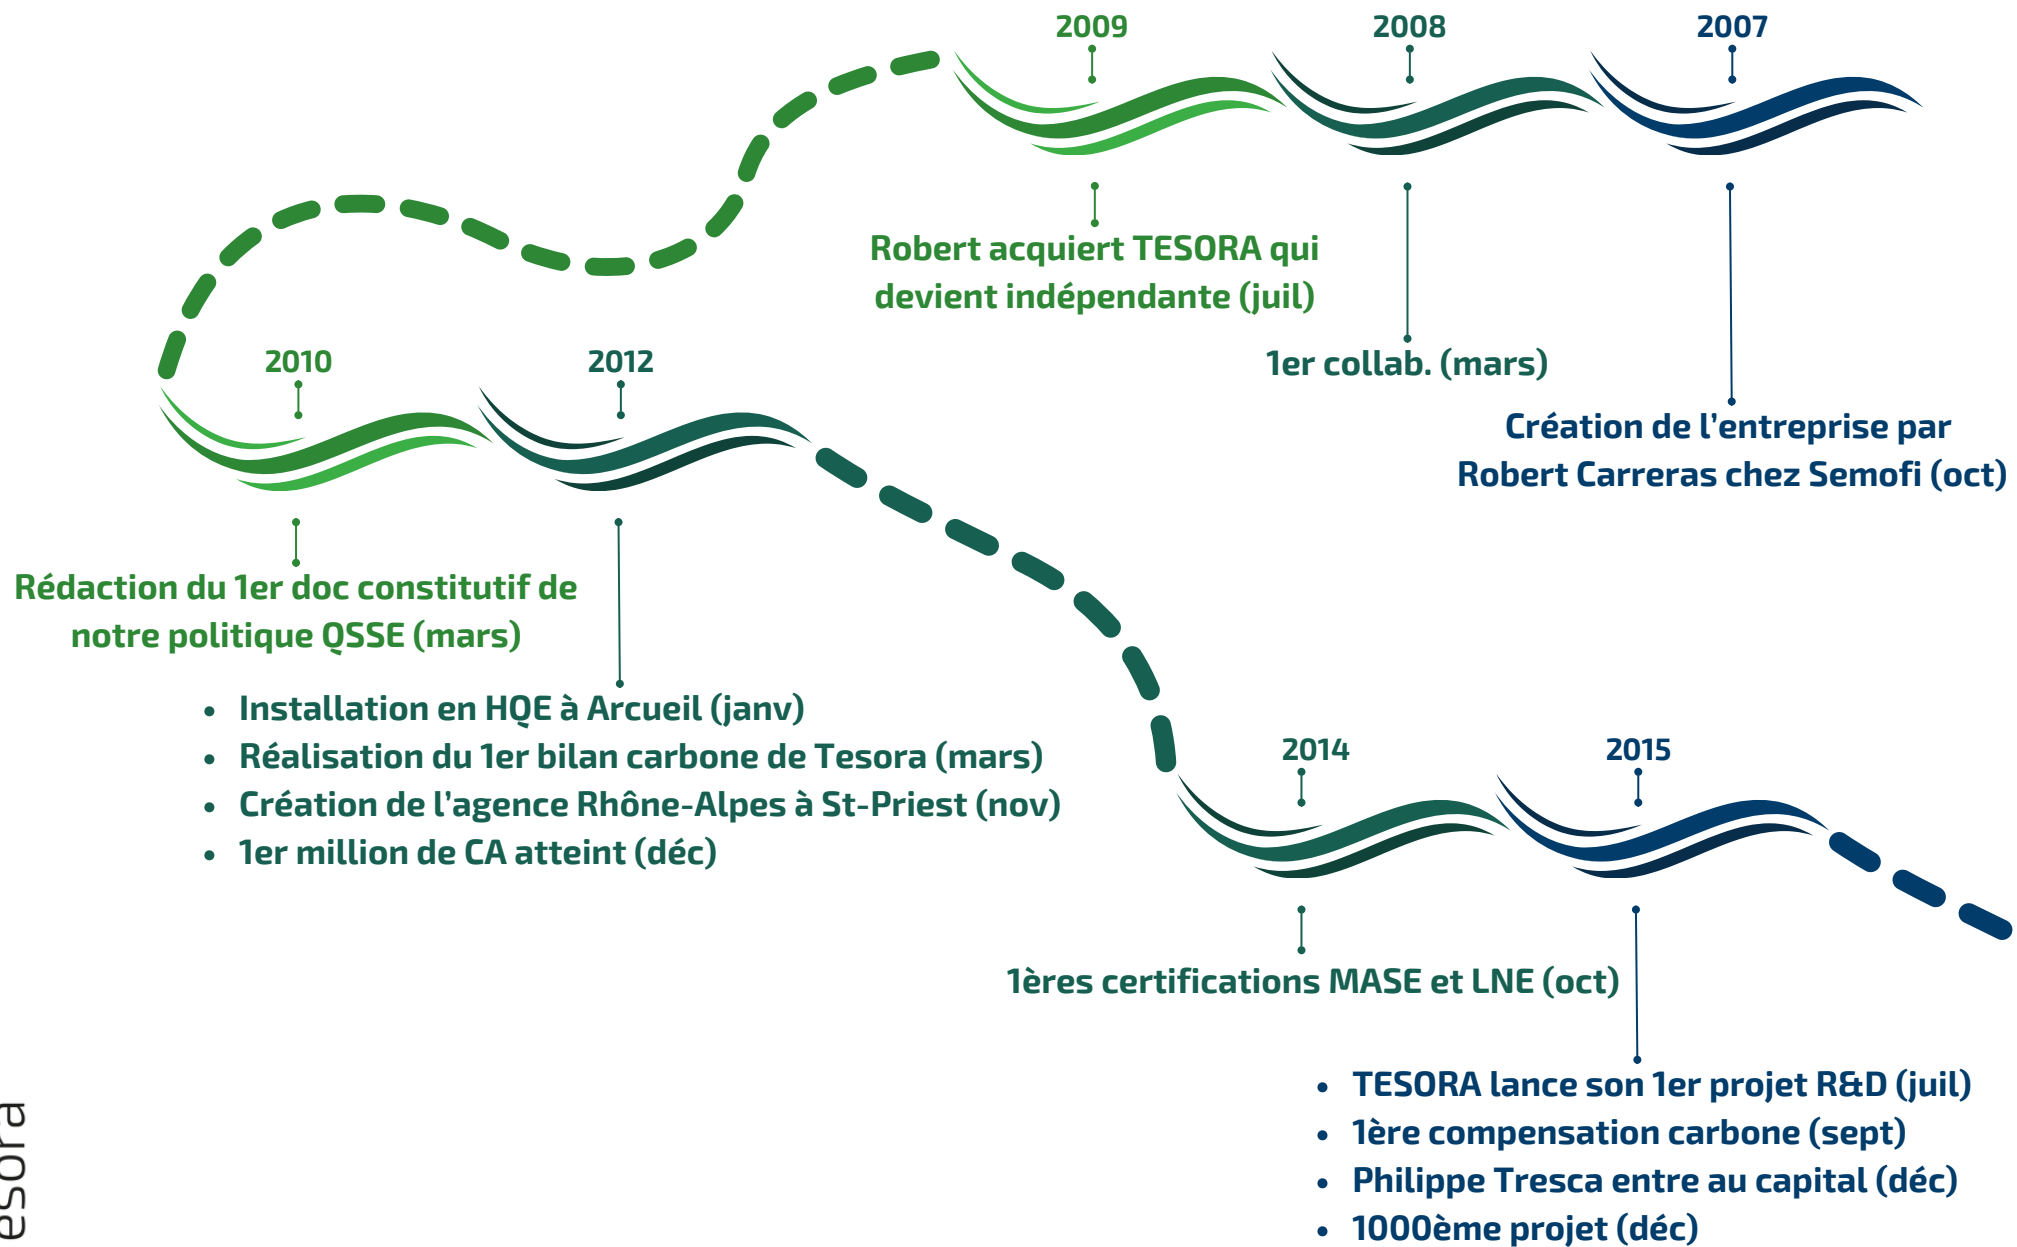 2009
2008
2007
Robert acquiert TESORA qui
devient indépendante (juil)
1er collab. (mars)
Création de l’entreprise par
Robert Carreras chez Semofi (oct)
2010
2012
Rédaction du 1er doc constitutif de
notre politique QSSE (mars)
• Installation en HQE à Arcueil (janv)
• Réalisation du 1er bilan carbone de Tesora (mars)
• Création de l’agence Rhône-Alpes à St-Priest (nov)
• 1er million de CA atteint (déc)
2014
2015
1ères certifications MASE et LNE (oct)
• TESORA lance son 1er projet R&D (juil)
• 1ère compensation carbone (sept)
• Philippe Tresca entre au capital (déc)
• 1000ème projet (déc)
esora